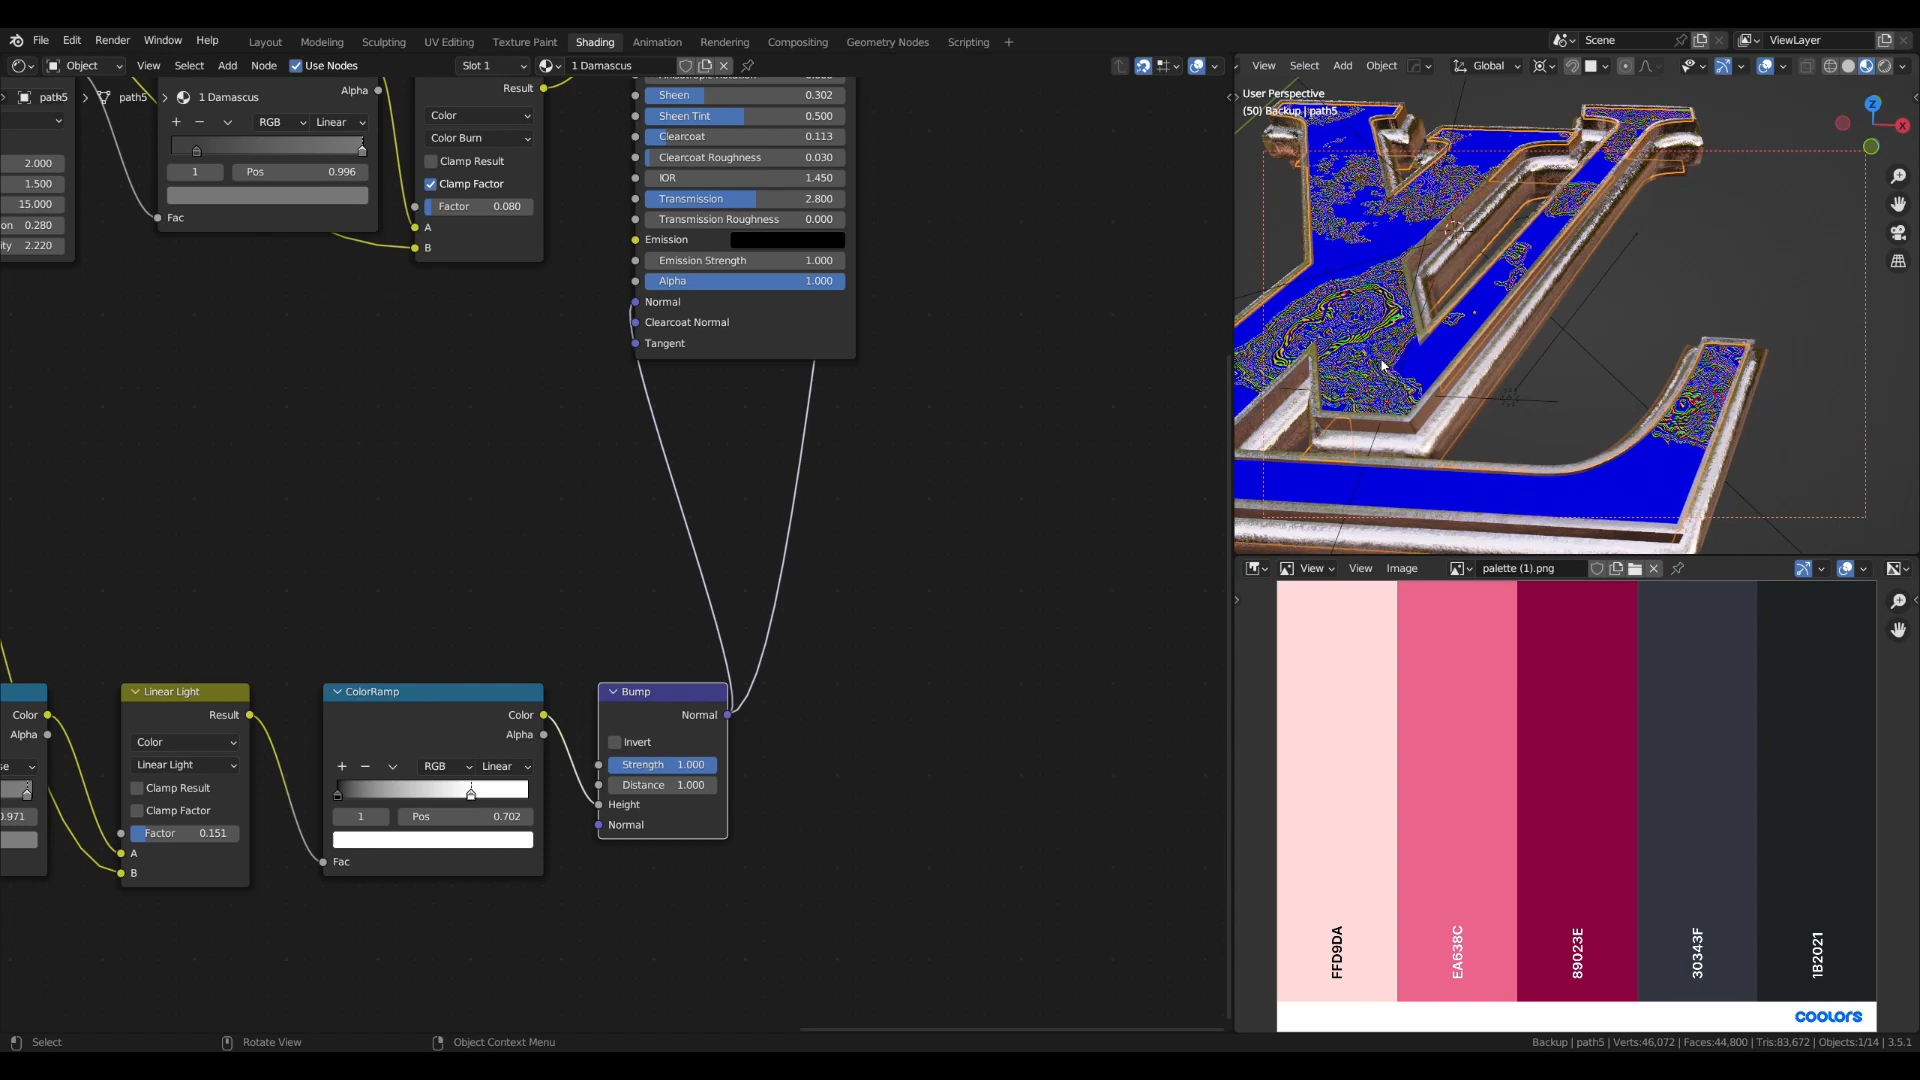 File Edit Render Window Help Layout Modeling Sculpting UV Editing Texture Paint Shading Animation Rendering Compositing Geometry Nodes Scripting + Scene ViewLayer
Object View Select Add Node Use Nodes Slot 1 1 Damascus
View Select Add Object Global
path5 > path5 > 1 Damascus
2.000
1.500
15.000
on 0.280
ity 2.220
Alpha
RGB Linear
1 Pos 0.996
Fac
Result
Color
Color Burn
Clamp Result
Clamp Factor
Factor 0.080
A
B
Sheen 0.302
Sheen Tint 0.500
Clearcoat 0.113
Clearcoat Roughness 0.030
IOR 1.450
Transmission 2.800
Transmission Roughness 0.000
Emission
Emission Strength 1.000
Alpha 1.000
Normal
Clearcoat Normal
Tangent
User Perspective
(50) Backup | path5
Z
X
Color
Alpha
se
0.971
Linear Light
Result
Color
Linear Light
Clamp Result
Clamp Factor
Factor 0.151
A
B
ColorRamp
Color
Alpha
RGB Linear
1 Pos 0.702
Fac
Bump
Normal
Invert
Strength 1.000
Distance 1.000
Height
Normal
View View Image palette (1).png
FFD9DA
EA638C
89023E
30343F
1B2021
coolors
Select Rotate View Object Context Menu
Backup | path5 | Verts:46,072 | Faces:44,800 | Tris:83,672 | Objects:1/14 | 3.5.1